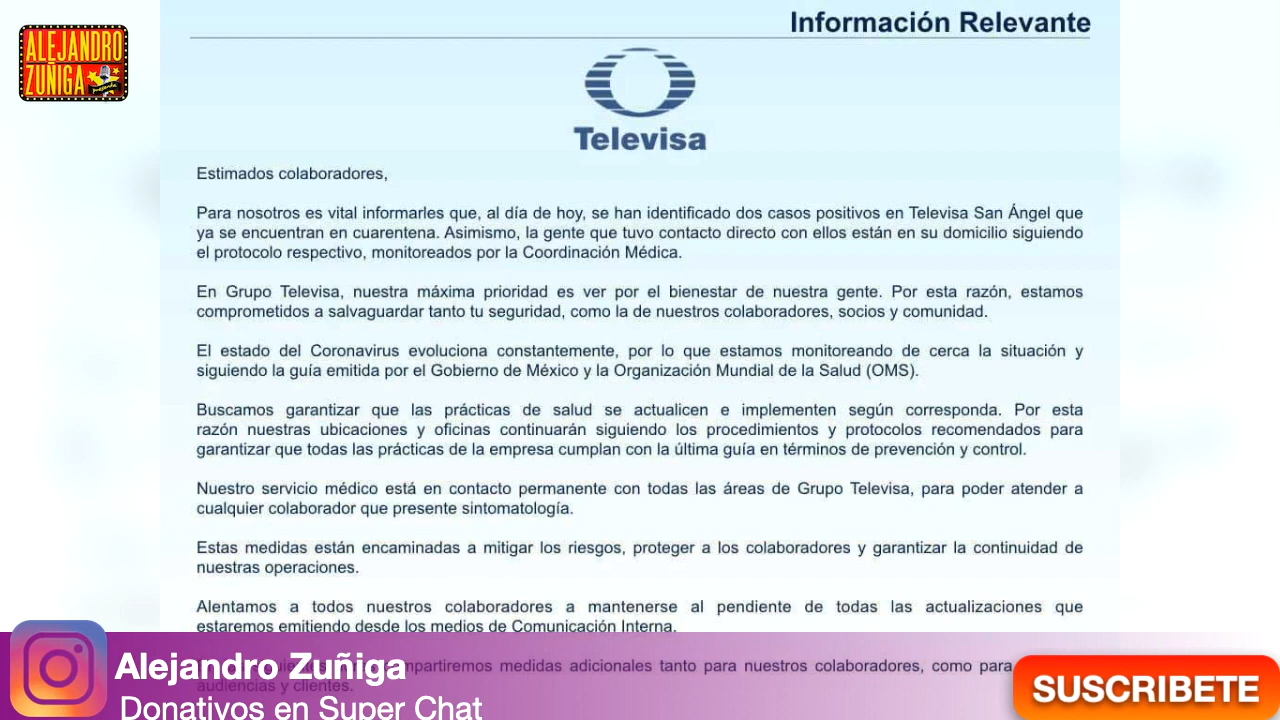 ALEJANDRO
ZUÑIGA
presenta
Información Relevante
Televisa
Estimados colaboradores,
Para nosotros es vital informarles que, al día de hoy, se han identificado dos casos positivos en Televisa San Ángel que
ya se encuentran en cuarentena. Asimismo, la gente que tuvo contacto directo con ellos están en su domicilio siguiendo
el protocolo respectivo, monitoreados por la Coordinación Médica.
En Grupo Televisa, nuestra máxima prioridad es ver por el bienestar de nuestra gente. Por esta razón, estamos
comprometidos a salvaguardar tanto tu seguridad, como la de nuestros colaboradores, socios y comunidad.
El estado del Coronavirus evoluciona constantemente, por lo que estamos monitoreando de cerca la situación y
siguiendo la guía emitida por el Gobierno de México y la Organización Mundial de la Salud (OMS).
Buscamos garantizar que las prácticas de salud se actualicen e implementen según corresponda. Por esta
razón nuestras ubicaciones y oficinas continuarán siguiendo los procedimientos y protocolos recomendados para
garantizar que todas las prácticas de la empresa cumplan con la última guía en términos de prevención y control.
Nuestro servicio médico está en contacto permanente con todas las áreas de Grupo Televisa, para poder atender a
cualquier colaborador que presente sintomatología.
Estas medidas están encaminadas a mitigar los riesgos, proteger a los colaboradores y garantizar la continuidad de
nuestras operaciones.
Alentamos a todos nuestros colaboradores a mantenerse al pendiente de todas las actualizaciones que
estaremos emitiendo desde los medios de Comunicación Interna.
medidas adicionales tanto para nuestros colaboradores, como para
audiencias y clientes.
Alejandro Zuñiga
Donativos en Super Chat
SUSCRIBETE